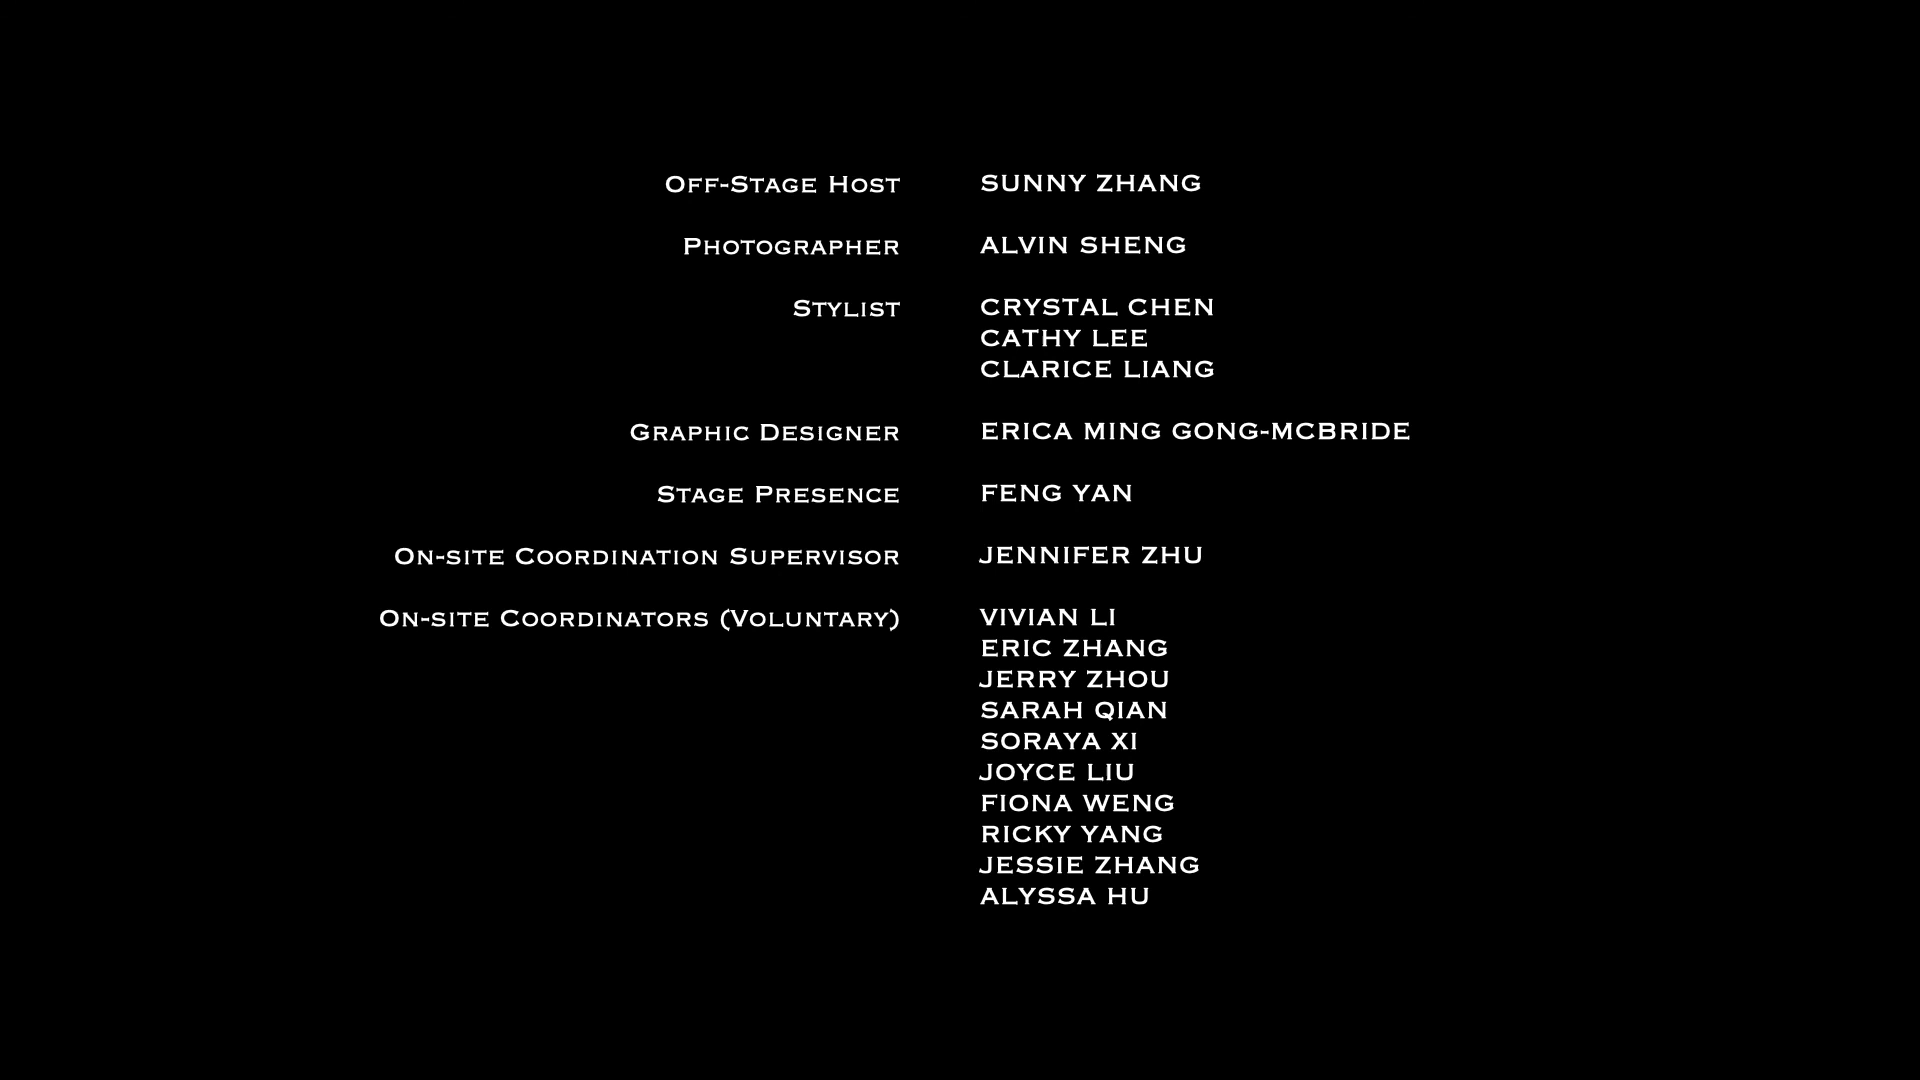 Off-Stage Host SUNNY ZHANG
Photographer ALVIN SHENG
Stylist CRYSTAL CHEN
CATHY LEE
CLARICE LIANG
Graphic Designer ERICA MING GONG-MCBRIDE
Stage Presence FENG YAN
On-site Coordination Supervisor JENNIFER ZHU
On-site Coordinators (Voluntary) VIVIAN LI
ERIC ZHANG
JERRY ZHOU
SARAH QIAN
SORAYA XI
JOYCE LIU
FIONA WENG
RICKY YANG
JESSIE ZHANG
ALYSSA HU